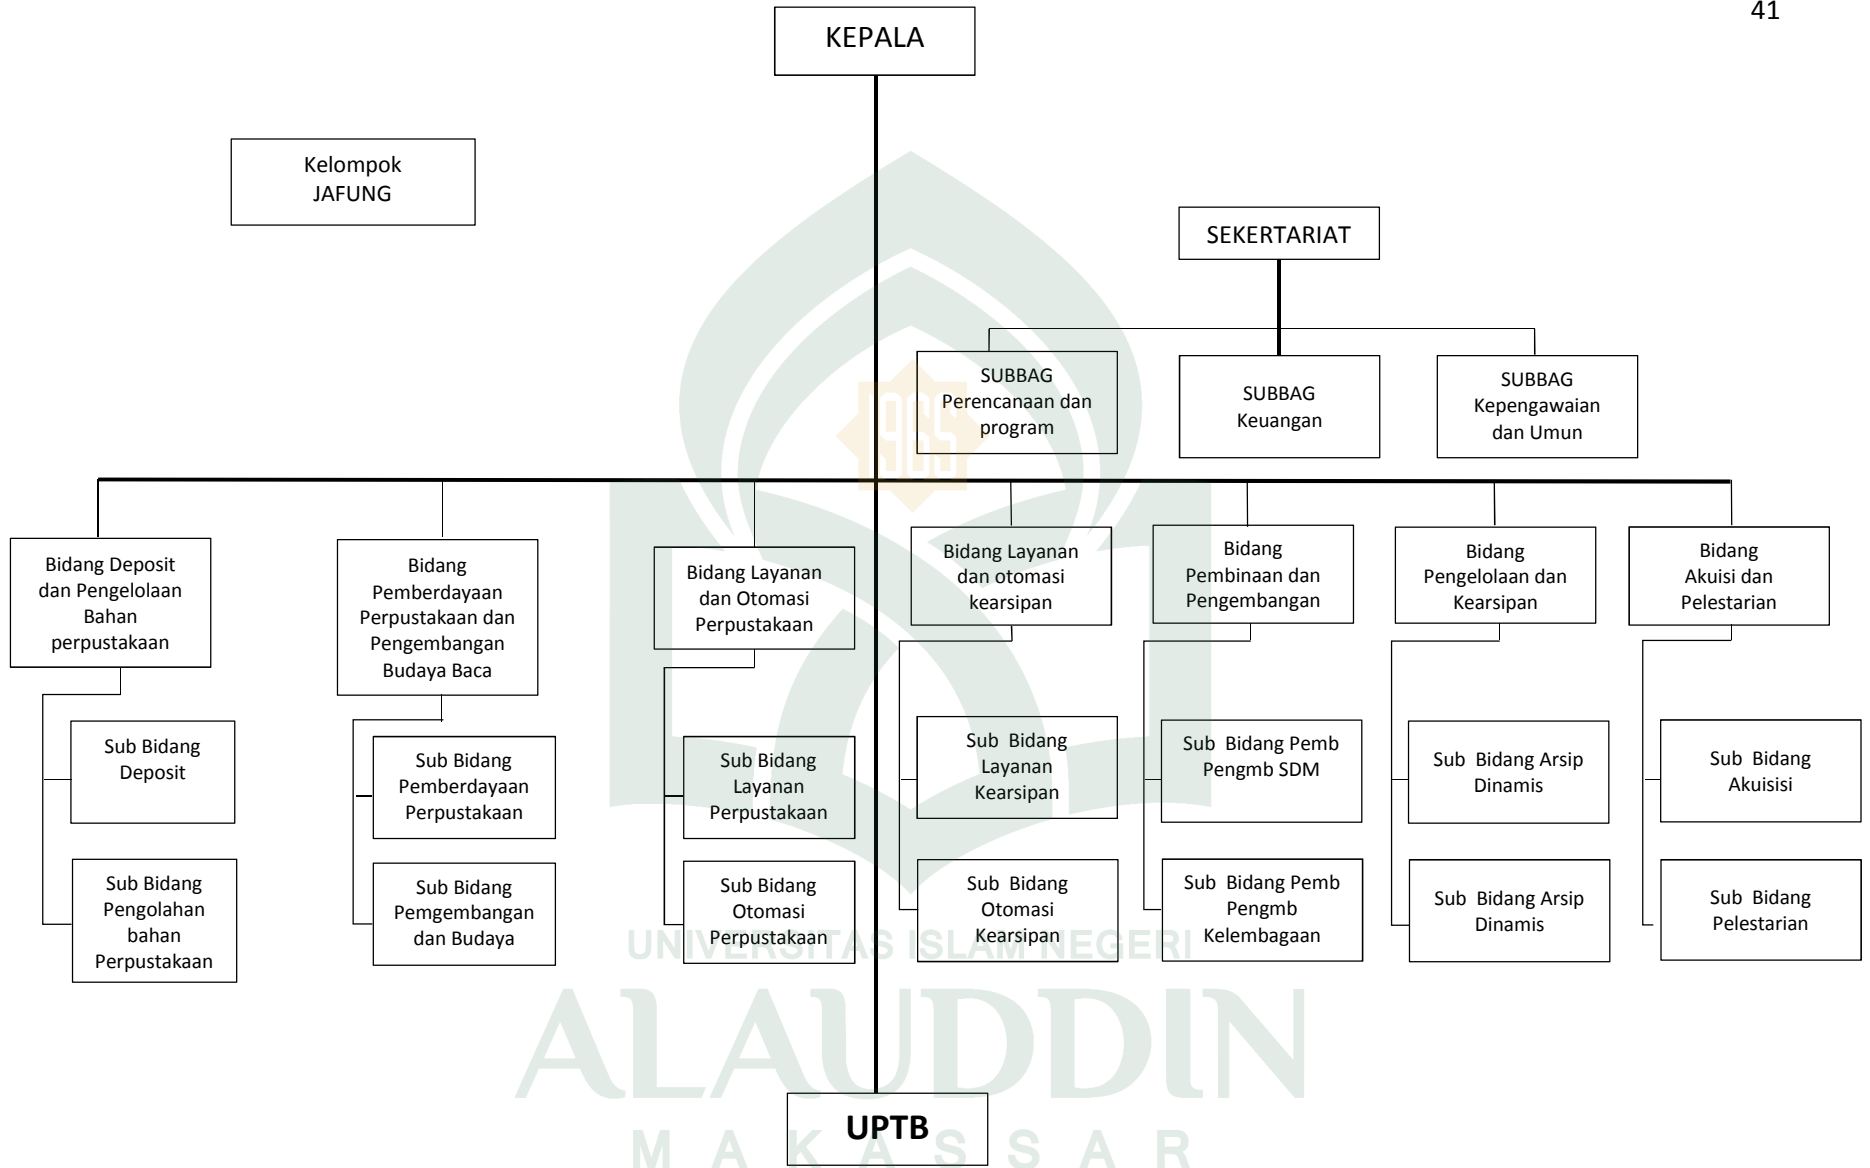 41
KEPALA
Kelompok
JAFUNG
SEKERTARIAT
SUBBAG
Perencanaan dan
program
SUBBAG
Keuangan
SUBBAG
Kepengawaian
dan Umun
1965
Bidang Deposit
dan Pengelolaan
Bahan
perpustakaan
Bidang
Pemberdayaan
Perpustakaan dan
Pengembangan
Budaya Baca
Bidang Layanan
dan Otomasi
Perpustakaan
Bidang Layanan
dan otomasi
kearsipan
Bidang
Pembinaan dan
Pengembangan
Bidang
Pengelolaan dan
Kearsipan
Bidang
Akuisi dan
Pelestarian
Sub Bidang
Deposit
Sub Bidang
Pemberdayaan
Perpustakaan
Sub Bidang
Layanan
Perpustakaan
Sub Bidang
Layanan
Kearsipan
Sub Bidang Pemb
Pengmb SDM
Sub Bidang Arsip
Dinamis
Sub Bidang
Akuisisi
Sub Bidang
Pengolahan
bahan
Perpustakaan
Sub Bidang
Pemgembangan
dan Budaya
Sub Bidang
Otomasi
Perpustakaan
Sub Bidang
Otomasi
Kearsipan
Sub Bidang Pemb
Pengmb
Kelembagaan
Sub Bidang Arsip
Dinamis
Sub Bidang
Pelestarian
UNIVERSITAS ISLAM NEGERI
ALAUDDIN
MAKASSAR
UPTB